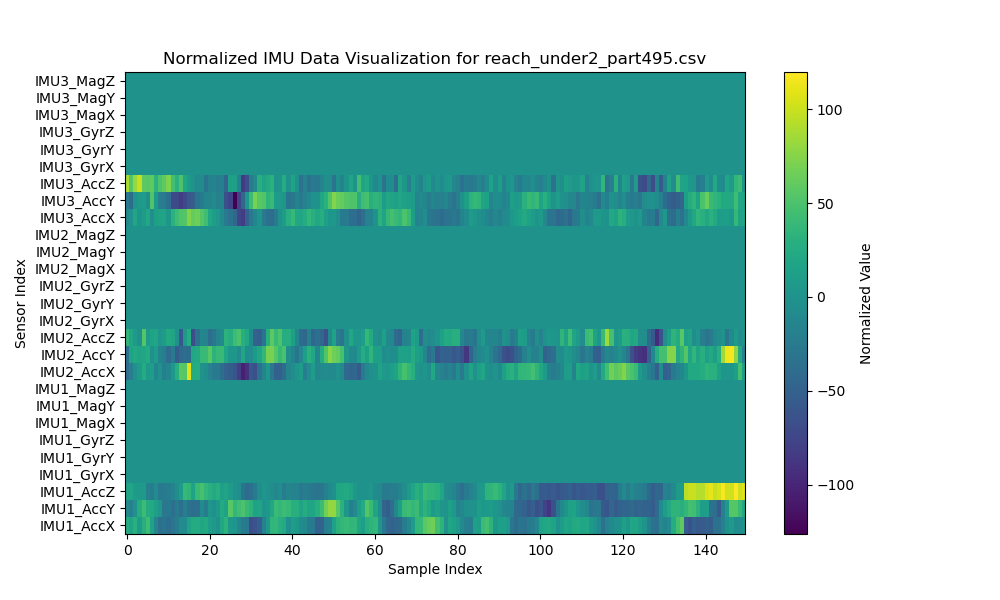 Normalized IMU Data Visualization for reach_under2_part495.csv
IMU3_MagZ
IMU3_MagY
IMU3_MagX
IMU3_GyrZ
IMU3_GyrY
IMU3_GyrX
IMU3_AccZ
IMU3_AccY
IMU3_AccX
IMU2_MagZ
IMU2_MagY
IMU2_MagX
IMU2_GyrZ
IMU2_GyrY
IMU2_GyrX
IMU2_AccZ
IMU2_AccY
IMU2_AccX
IMU1_MagZ
IMU1_MagY
IMU1_MagX
IMU1_GyrZ
IMU1_GyrY
IMU1_GyrX
IMU1_AccZ
IMU1_AccY
IMU1_AccX
Sensor Index
0 20 40 60 80 100 120 140
Sample Index
100
50
0
−50
−100
Normalized Value